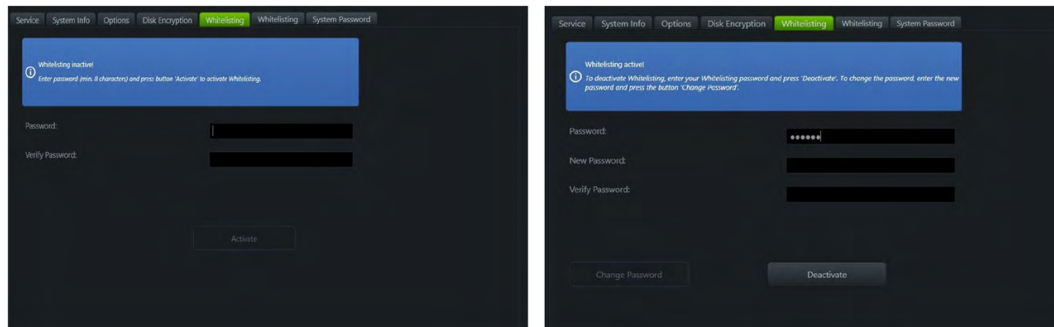 Service System Info Options Disk Encryption Whitelisting Whitelisting System Password
Whitelisting inactive!
Enter password (min. 8 characters) and press button 'Activate' to activate Whitelisting.
Password:
Verify Password:
Activate
Service System Info Options Disk Encryption Whitelisting Whitelisting System Password
Whitelisting active!
To deactivate Whitelisting, enter your Whitelisting password and press 'Deactivate'. To change the password, enter the new
password and press the button 'Change Password'.
Password:
New Password:
Verify Password:
Change Password Deactivate